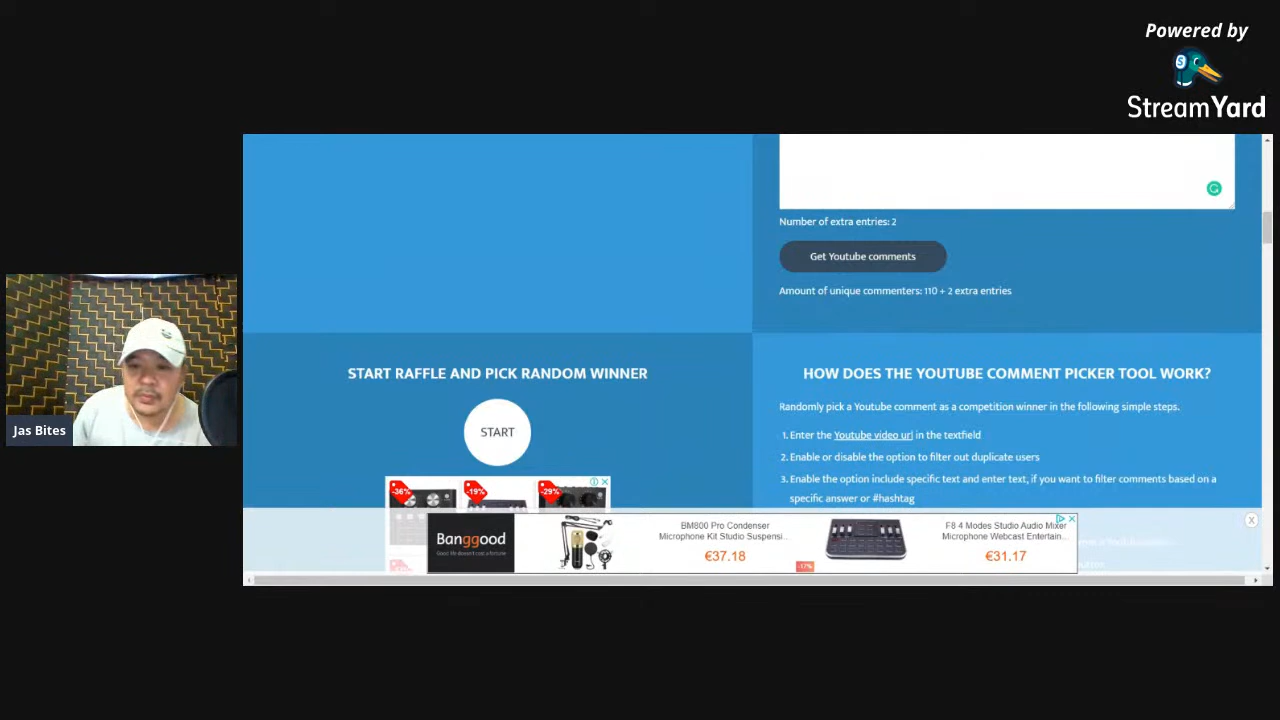 Powered by
StreamYard
Number of extra entries: 2
Get Youtube comments
Amount of unique commenters: 110 + 2 extra entries
START RAFFLE AND PICK RANDOM WINNER
START
HOW DOES THE YOUTUBE COMMENT PICKER TOOL WORK?
Randomly pick a Youtube comment as a competition winner in the following simple steps.
1. Enter the Youtube video url in the textfield
2. Enable or disable the option to filter out duplicate users
3. Enable the option include specific text and enter text, if you want to filter comments based on a
specific answer or #hashtag
Jas Bites
-36%
-19%
-29%
Banggood
BM800 Pro Condenser
Microphone Kit Studio Suspensi...
€37.18
-17%
F8 4 Modes Studio Audio Mixer
Microphone Webcast Entertain...
€31.17
X